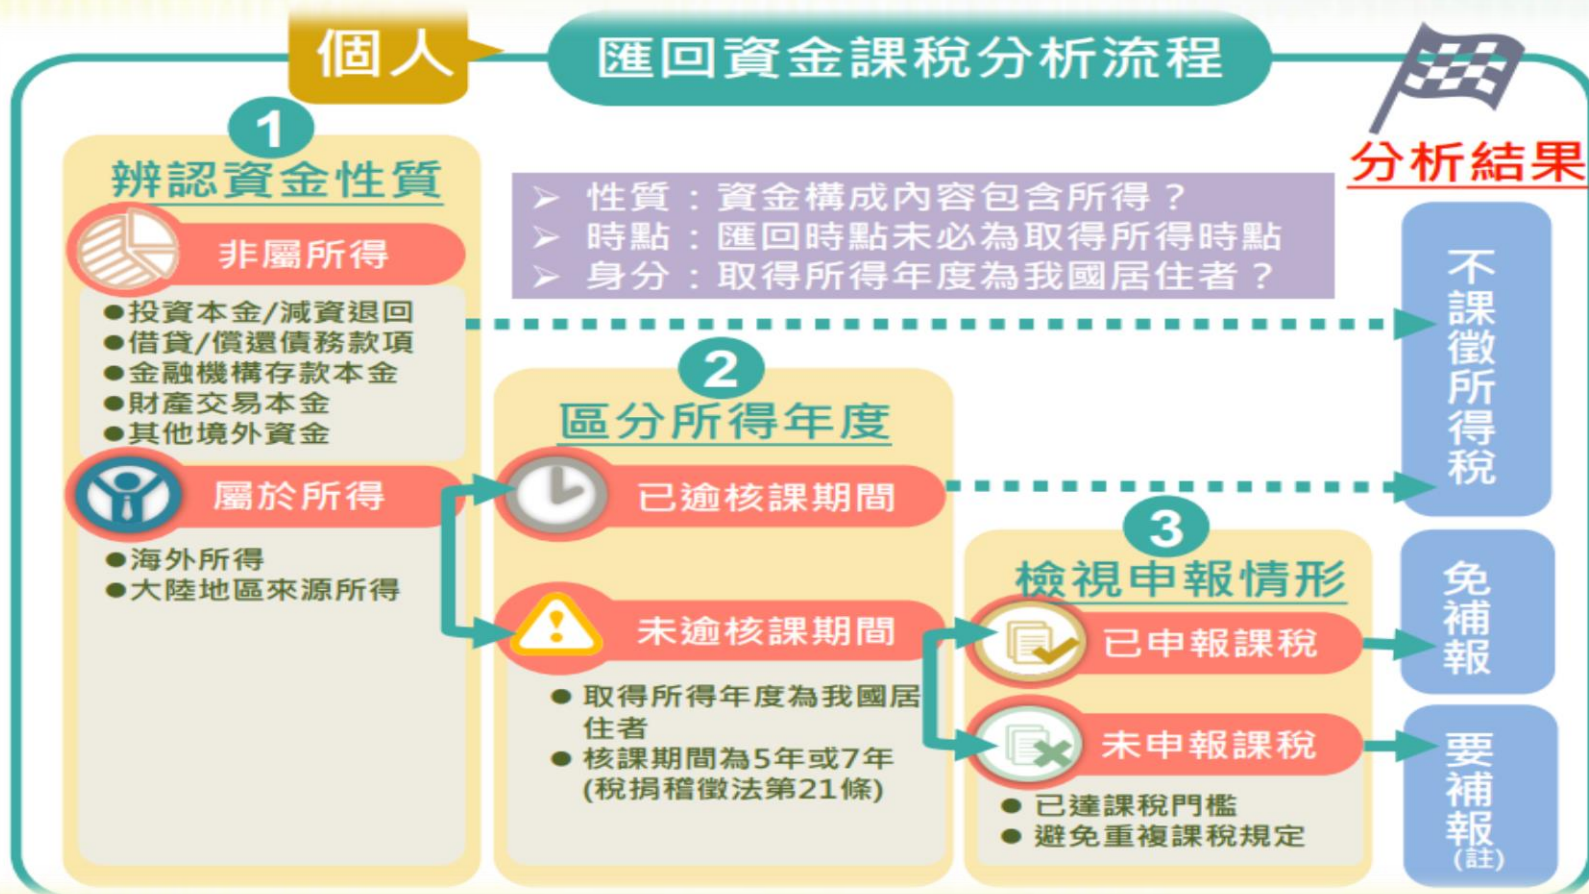 個人
匯回資金課稅分析流程
分析結果
1
辨認資金性質
非屬所得
●投資本金/減資退回
●借貸/償還債務款項
●金融機構存款本金
●財產交易本金
●其他境外資金
屬於所得
●海外所得
●大陸地區來源所得
➢ 性質：資金構成內容包含所得？
➢ 時點：匯回時點未必為取得所得時點
➢ 身分：取得所得年度為我國居住者？
2
區分所得年度
已逾核課期間
未逾核課期間
● 取得所得年度為我國居
住者
● 核課期間為5年或7年
(稅捐稽徵法第21條)
3
檢視申報情形
已申報課稅
未申報課稅
● 已達課稅門檻
● 避免重複課稅規定
不課徵所得稅
免補報
要補報(註)